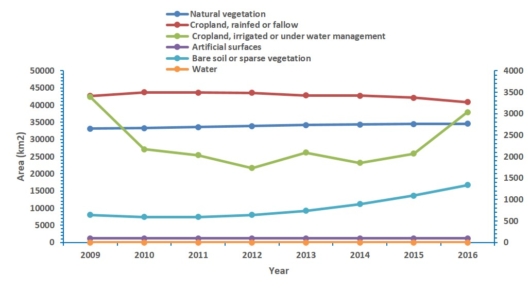 Natural vegetation
Cropland, rainfed or fallow
Cropland, irrigated or under water management
Artificial surfaces
Bare soil or sparse vegetation
Water
50000
45000
40000
35000
30000
25000
20000
15000
10000
5000
0
Area (km2)
4000
3500
3000
2500
2000
1500
1000
500
0
2009 2010 2011 2012 2013 2014 2015 2016
Year